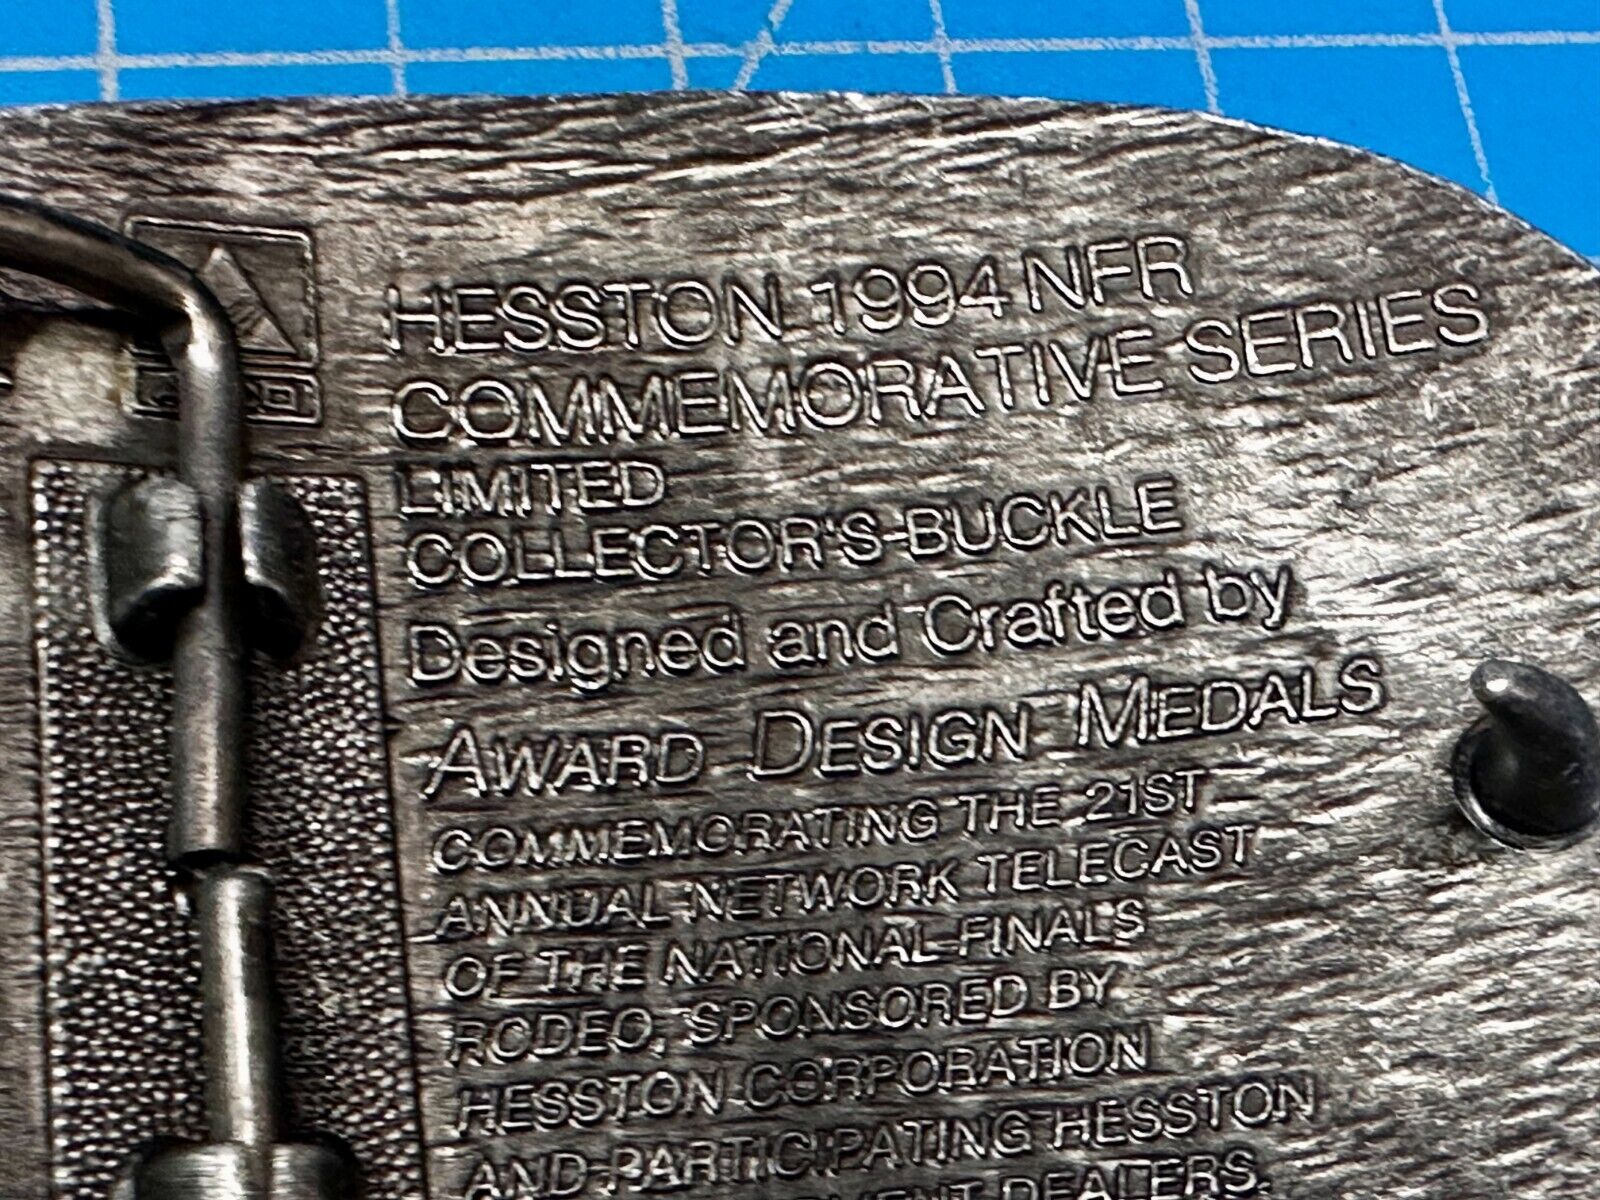 HESSTON 1994 NFR
COMMEMORATIVE SERIES
LIMITED
COLLECTOR'S BUCKLE
Designed and Crafted by
AWARD DESIGN MEDALS
COMMEMORATING THE 21ST
ANNUAL NETWORK TELECAST
OF THE NATIONAL FINALS
RODEO, SPONSORED BY
HESSTON CORPORATION
AND PARTICIPATING HESSTON
DEALERS.